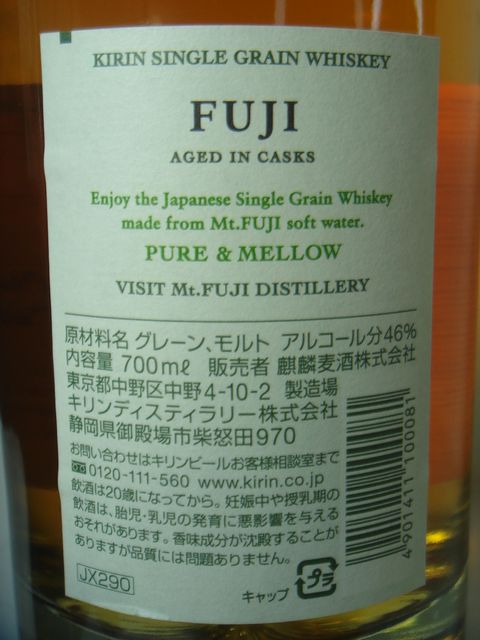 KIRIN SINGLE GRAIN WHISKEY
FUJI
AGED IN CASKS
Enjoy the Japanese Single Grain Whiskey
made from Mt.FUJI soft water.
PURE & MELLOW
VISIT Mt.FUJI DISTILLERY
原材料名 グレーン、モルト アルコール分46%
内容量 700mℓ 販売者 麒麟麦酒株式会社
東京都中野区中野4-10-2 製造場
キリンディスティラリー株式会社
静岡県御殿場市柴怒田970
お問い合わせはキリンビールお客様相談室まで
0120-111-560 www.kirin.co.jp
飲酒は20歳になってから。妊娠中や授乳期の
飲酒は、胎児・乳児の発育に悪影響を与える
おそれがあります。香味成分が沈殿することが
ありますが品質には問題ありません。
4 901411 100081
JX290
キャップ プラ